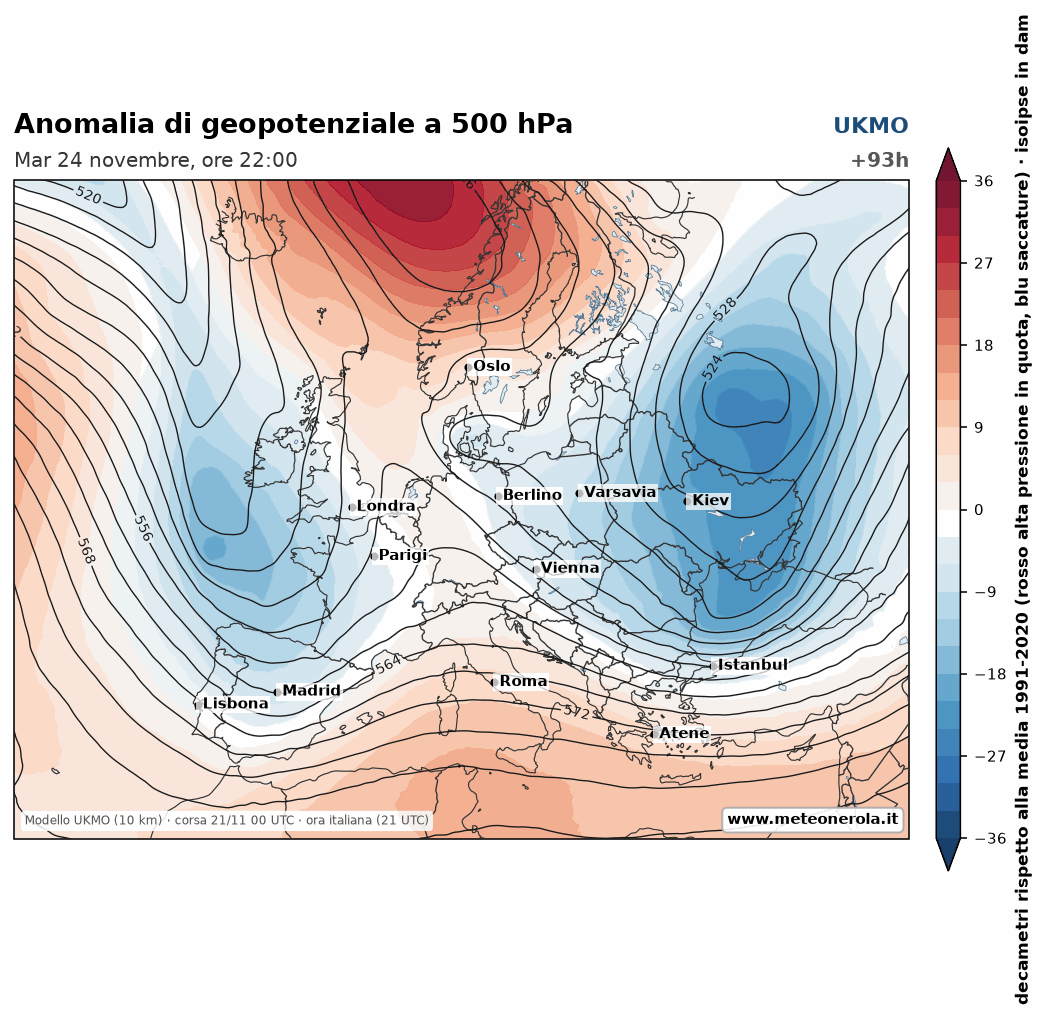 Anomalia di geopotenziale a 500 hPa
UKMO
Mar 24 novembre, ore 22:00
+93h
520
528
524
Oslo
556
568
Londra
Berlino
Varsavia
Kiev
Parigi
Vienna
564
Istanbul
Roma
Madrid
Lisbona
572
Atene
Modello UKMO (10 km) · corsa 21/11 00 UTC · ora italiana (21 UTC)
www.meteonerola.it
36
27
18
9
0
−9
−18
−27
−36
decametri rispetto alla media 1991-2020 (rosso alta pressione in quota, blu saccature) · isoipse in dam